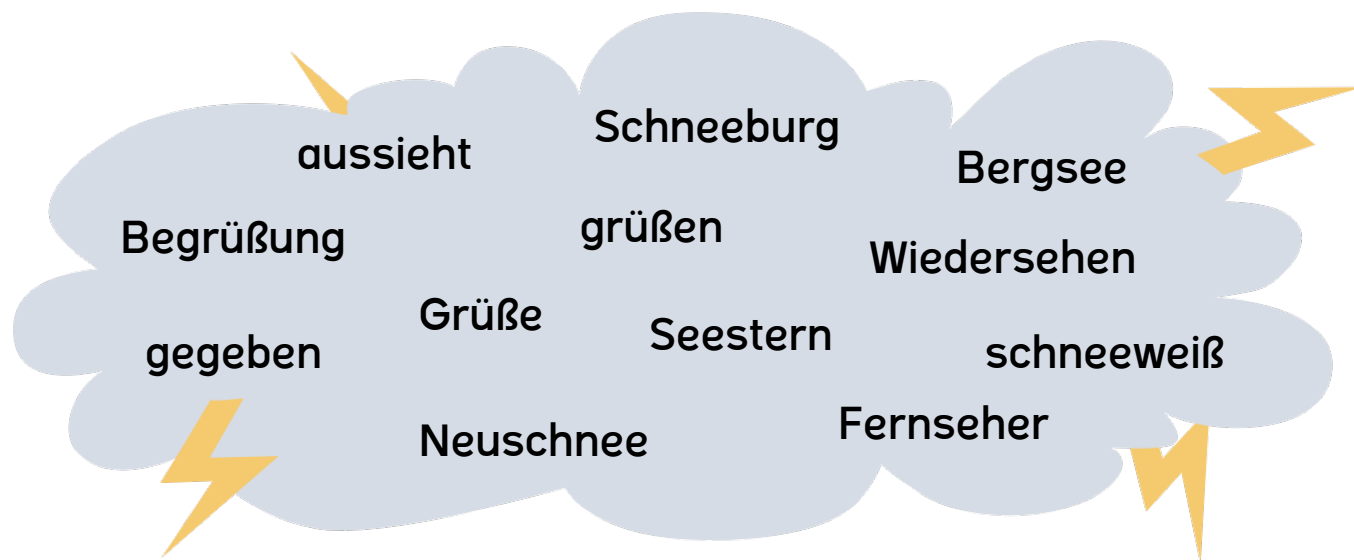 aussieht
Schneeburg
Bergsee
Begrüßung
grüßen
Wiedersehen
Grüße
Seestern
gegeben
schneeweiß
Neuschnee
Fernseher